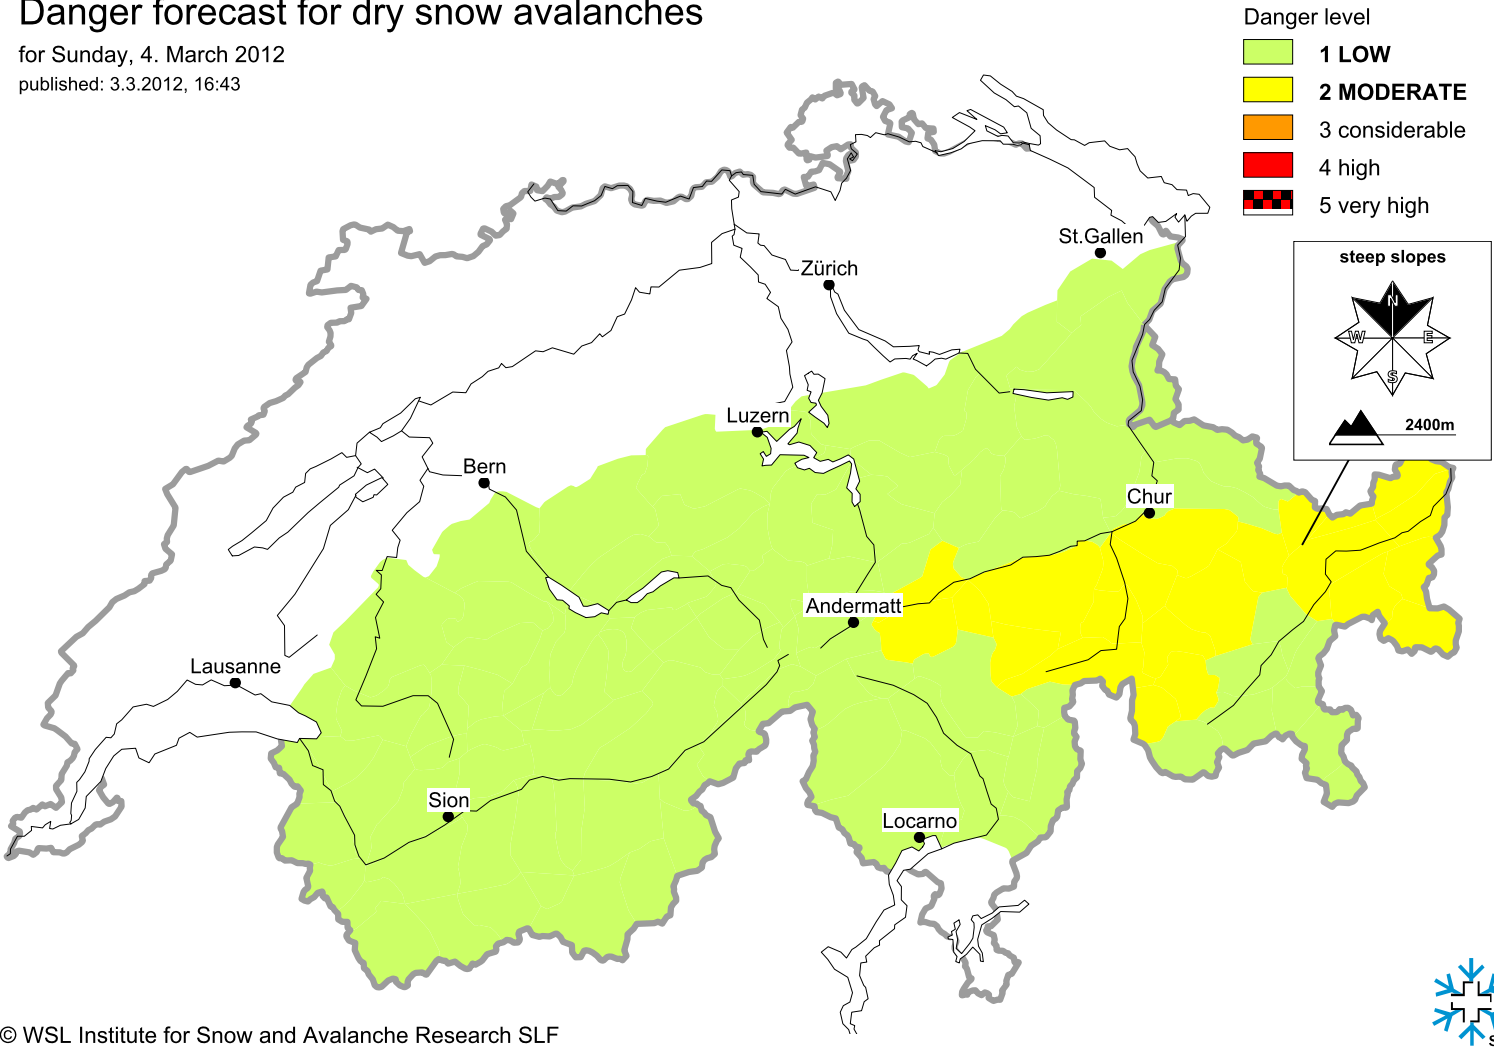 Danger forecast for dry snow avalanches
for Sunday, 4. March 2012
published: 3.3.2012, 16:43
Danger level
1 LOW
2 MODERATE
3 considerable
4 high
5 very high
steep slopes
N
W E
S
2400m
St.Gallen
Zürich
Luzern
Bern
Chur
Andermatt
Lausanne
Sion
Locarno
© WSL Institute for Snow and Avalanche Research SLF